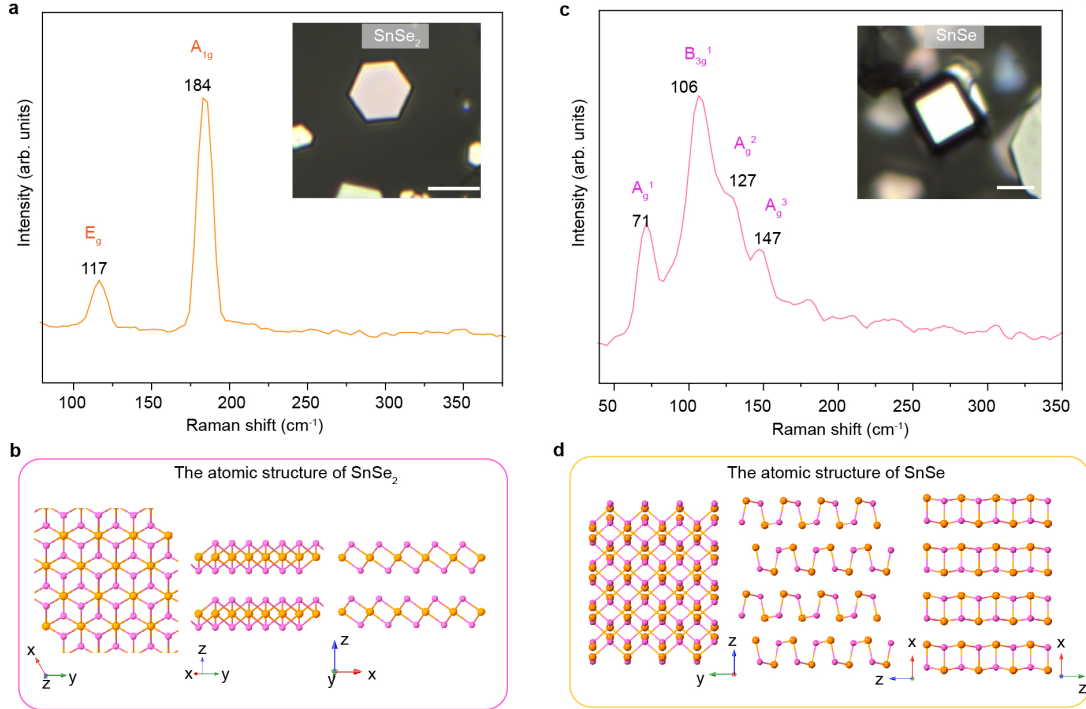 a
SnSe2
A1g
184
Eg
117
Intensity (arb. units)
100 150 200 250 300 350
Raman shift (cm-1)
c
SnSe
B3g1
106
Ag2
127
Ag1
71
Ag3
147
Intensity (arb. units)
50 100 150 200 250 300 350
Raman shift (cm-1)
b
The atomic structure of SnSe2
x
z y
z
x y
z
y x
d
The atomic structure of SnSe
z
y
x
z
x
z